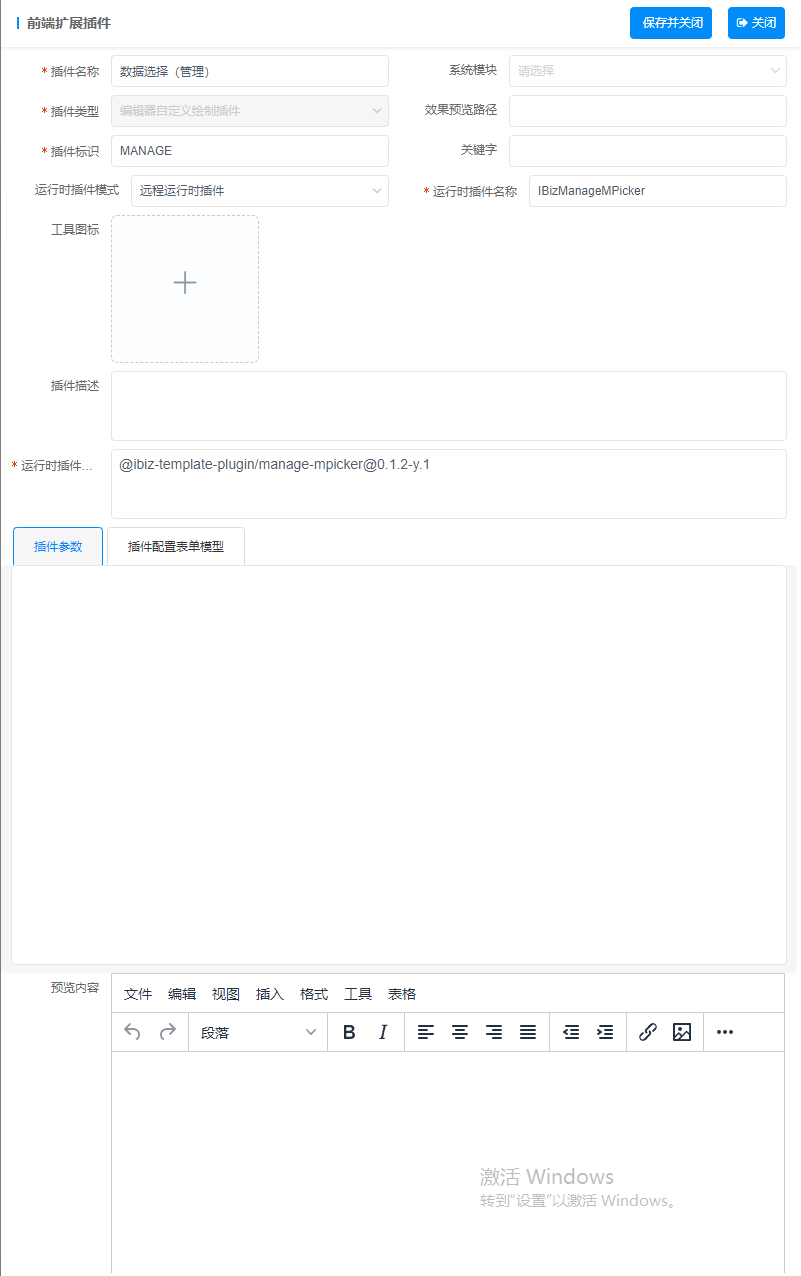 前端扩展插件
保存并关闭
关闭
* 插件名称 数据选择（管理）
系统模块 请选择
* 插件类型 编辑器自定义绘制插件
效果预览路径
* 插件标识 MANAGE
关键字
运行时插件模式 远程运行时插件
* 运行时插件名称 IBizManageMPicker
工具图标
插件描述
* 运行时插件... @ibiz-template-plugin/manage-mpicker@0.1.2-y.1
插件参数 插件配置表单模型
预览内容
文件 编辑 视图 插入 格式 工具 表格
段落 B I
激活 Windows
转到“设置”以激活 Windows。